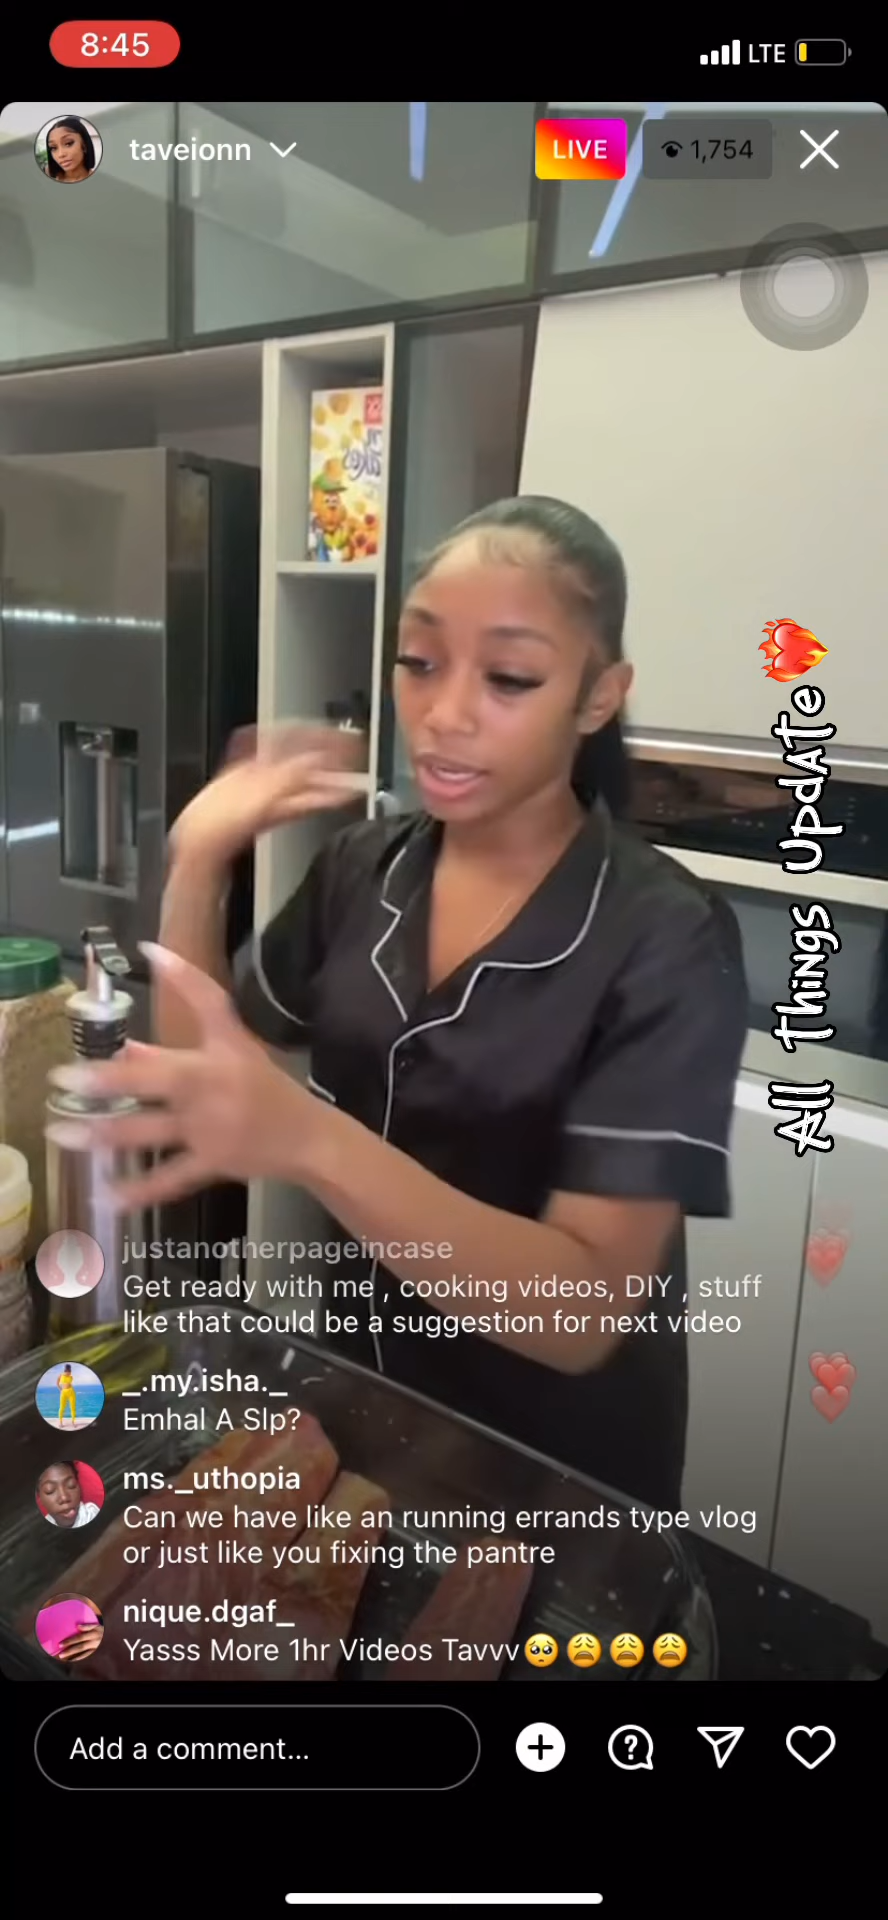 8:45
LTE
taveionn
LIVE
1,754
All Things Update
justanotherpageincase
Get ready with me , cooking videos, DIY , stuff
like that could be a suggestion for next video
_.my.isha._
Emhal A Slp?
ms._uthopia
Can we have like an running errands type vlog
or just like you fixing the pantre
nique.dgaf_
Yasss More 1hr Videos Tavvv🥺😩😩😩
Add a comment...